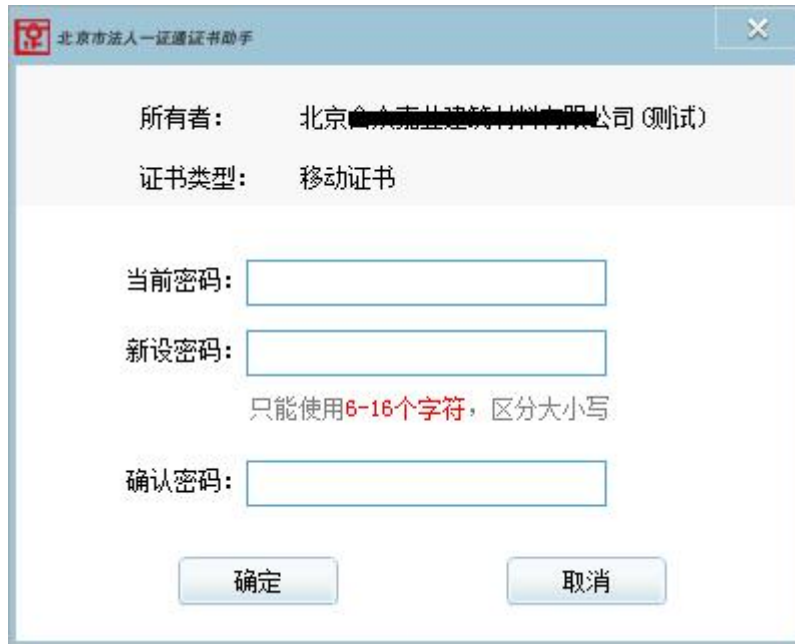 北京市法人一证通证书助手
所有者： 北京 公司(测试)
证书类型： 移动证书
当前密码：
新设密码：
只能使用6-16个字符，区分大小写
确认密码：
确定 取消